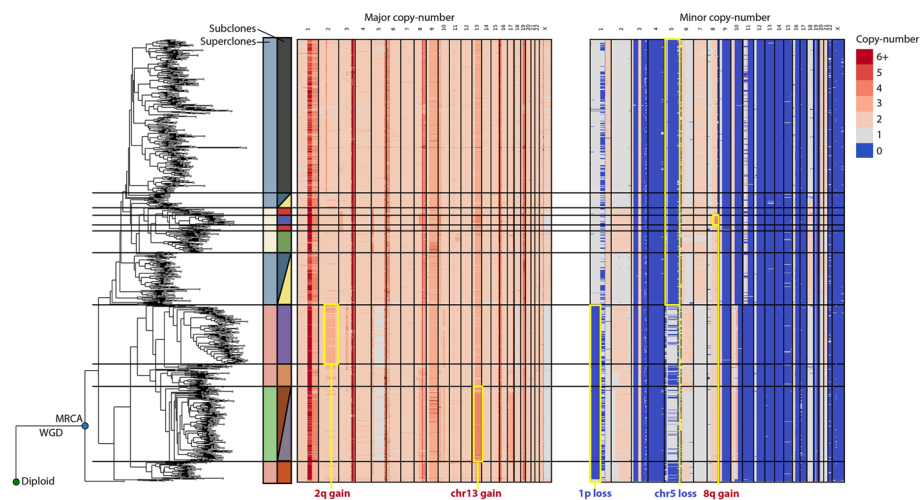 Major copy-number
Minor copy-number
Subclones
Superclones
1 2 3 4 5 6 7 8 9 10 11 12 13 14 15 16 17 18 19 20 21 22 X
1 2 3 4 5 6 7 8 9 10 11 12 13 14 15 16 17 18 19 20 21 22 X
Copy-number
6+
5
4
3
2
1
0
MRCA
WGD
Diploid
2q gain
chr13 gain
1p loss
chr5 loss
8q gain